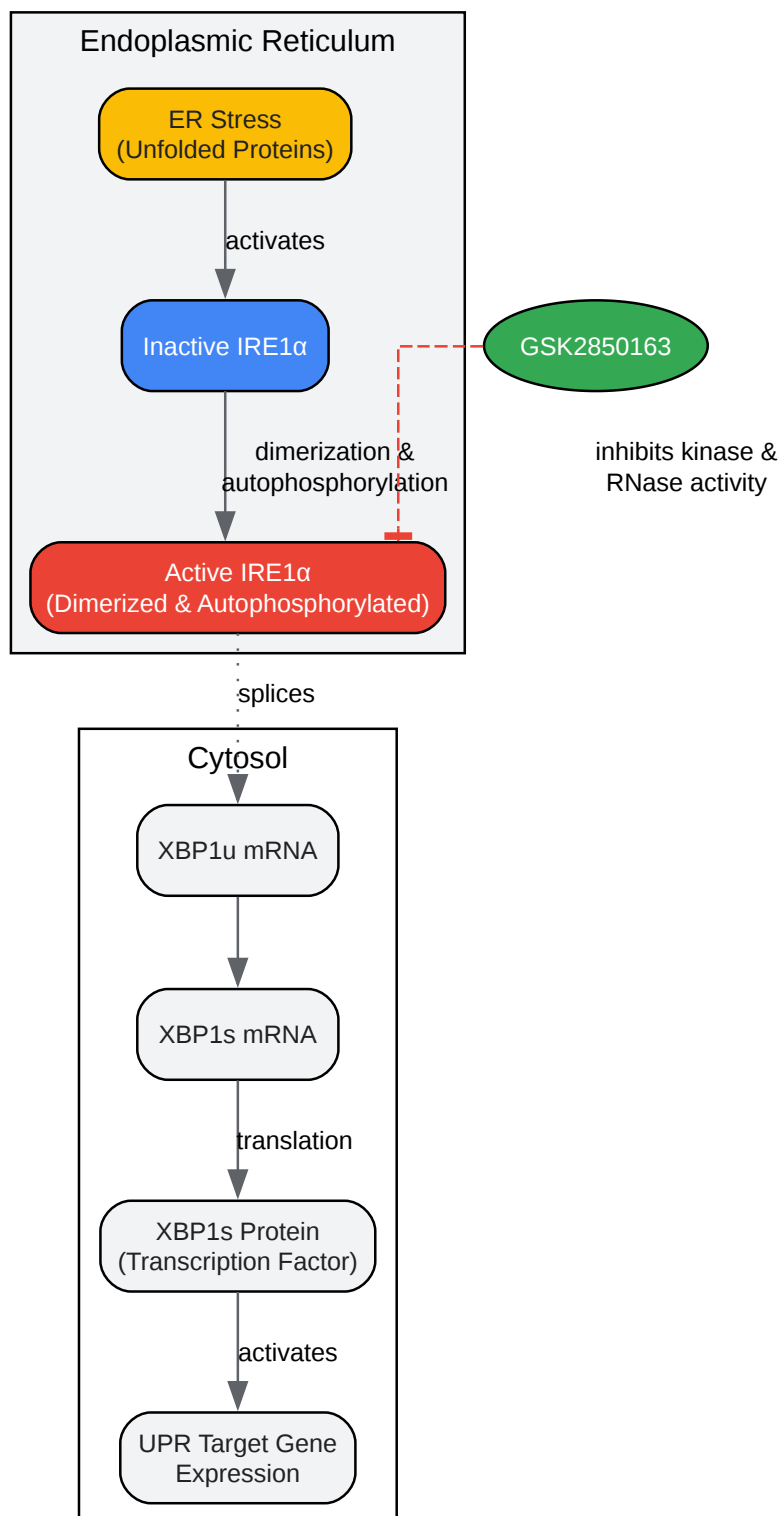 Endoplasmic Reticulum
ER Stress
(Unfolded Proteins)
activates
Inactive IRE1α
GSK2850163
dimerization &
autophosphorylation
inhibits kinase &
RNase activity
Active IRE1α
(Dimerized & Autophosphorylated)
splices
Cytosol
XBP1u mRNA
XBP1s mRNA
translation
XBP1s Protein
(Transcription Factor)
activates
UPR Target Gene
Expression